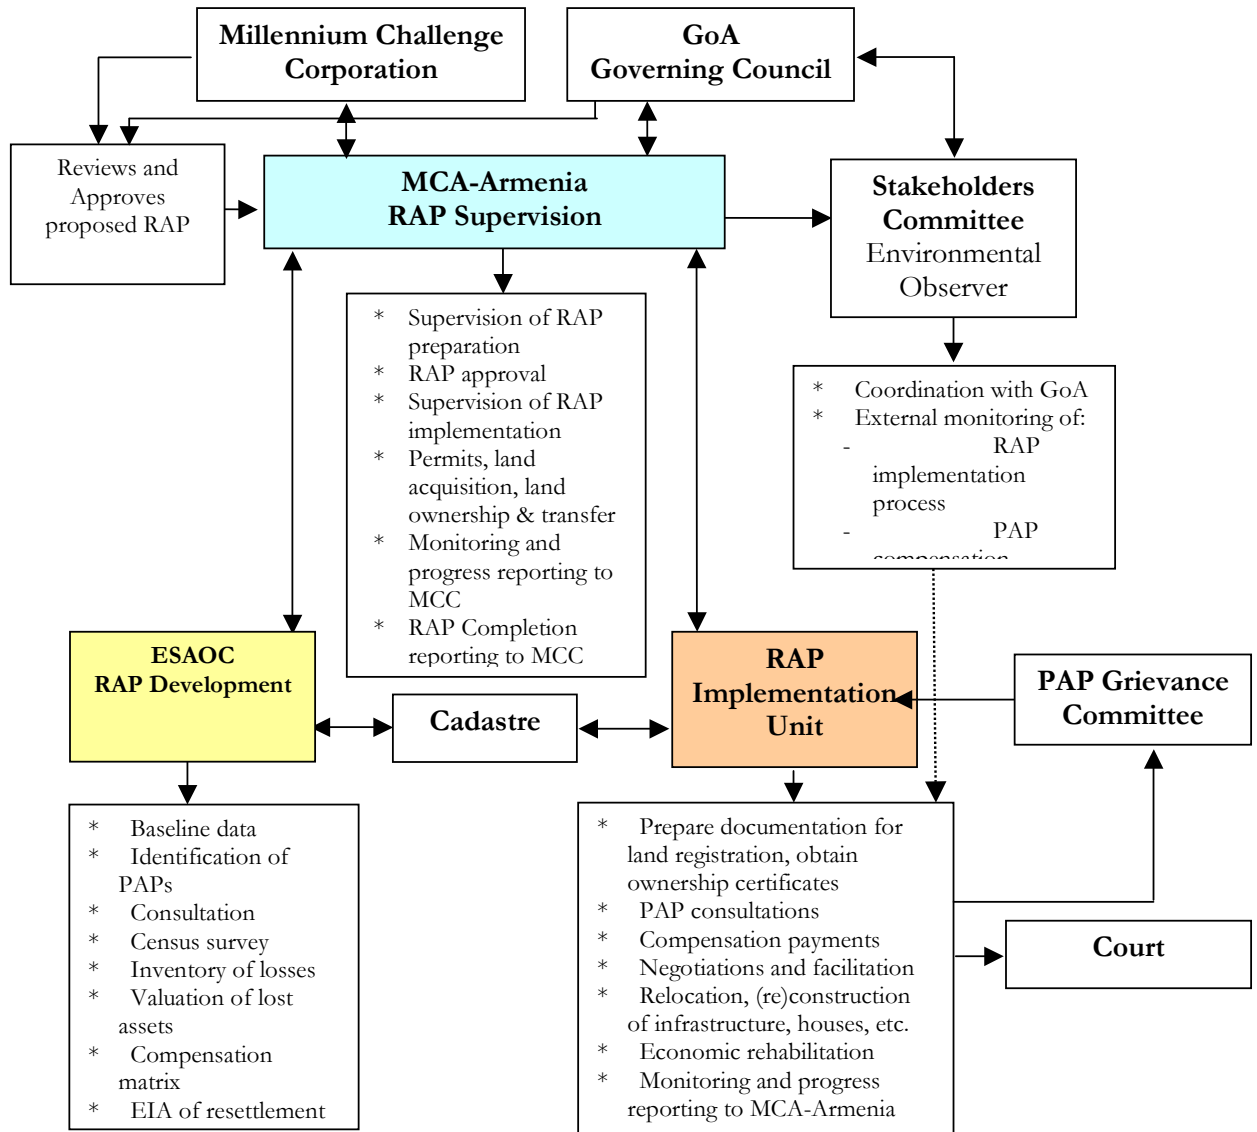 Millennium Challenge
Corporation
GoA
Governing Council
Reviews and
Approves
proposed RAP
MCA-Armenia
RAP Supervision
Stakeholders
Committee
Environmental
Observer
* Supervision of RAP
preparation
* RAP approval
* Supervision of RAP
implementation
* Permits, land
acquisition, land
ownership & transfer
* Monitoring and
progress reporting to
MCC
* RAP Completion
reporting to MCC
* Coordination with GoA
* External monitoring of:
- RAP
implementation
process
- PAP
compensation
ESAOC
RAP Development
Cadastre
RAP
Implementation
Unit
PAP Grievance
Committee
* Baseline data
* Identification of
PAPs
* Consultation
* Census survey
* Inventory of losses
* Valuation of lost
assets
* Compensation
matrix
* EIA of resettlement
* Prepare documentation for
land registration, obtain
ownership certificates
* PAP consultations
* Compensation payments
* Negotiations and facilitation
* Relocation, (re)construction
of infrastructure, houses, etc.
* Economic rehabilitation
* Monitoring and progress
reporting to MCA-Armenia
Court